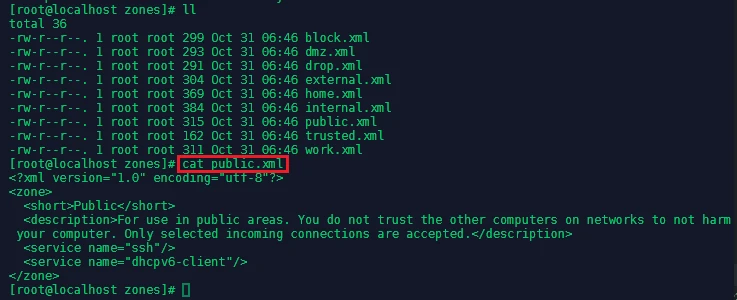 [root@localhost zones]# ll
total 36
-rw-r--r--. 1 root root 299 Oct 31 06:46 block.xml
-rw-r--r--. 1 root root 293 Oct 31 06:46 dmz.xml
-rw-r--r--. 1 root root 291 Oct 31 06:46 drop.xml
-rw-r--r--. 1 root root 304 Oct 31 06:46 external.xml
-rw-r--r--. 1 root root 369 Oct 31 06:46 home.xml
-rw-r--r--. 1 root root 384 Oct 31 06:46 internal.xml
-rw-r--r--. 1 root root 315 Oct 31 06:46 public.xml
-rw-r--r--. 1 root root 162 Oct 31 06:46 trusted.xml
-rw-r--r--. 1 root root 311 Oct 31 06:46 work.xml
[root@localhost zones]# cat public.xml
<?xml version="1.0" encoding="utf-8"?>
<zone>
  <short>Public</short>
  <description>For use in public areas. You do not trust the other computers on networks to not harm
 your computer. Only selected incoming connections are accepted.</description>
  <service name="ssh"/>
  <service name="dhcpv6-client"/>
</zone>
[root@localhost zones]#